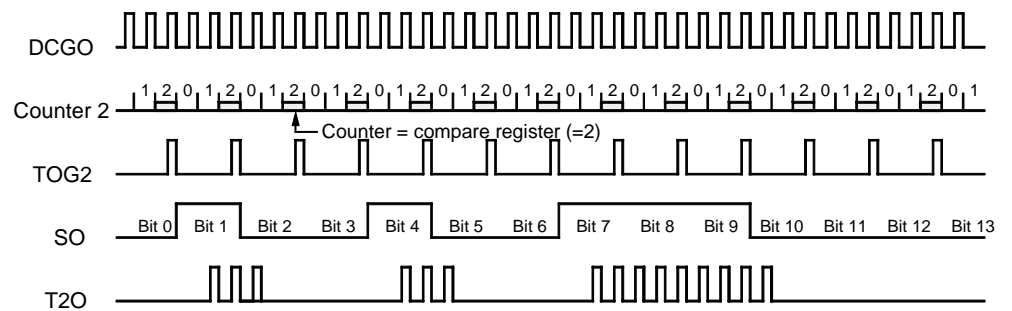 DCGO
Counter 2 1 2 0 1 2 0 1 2 0 1 2 0 1 2 0 1 2 0 1 2 0 1 2 0 1 2 0 1 2 0 1 2 0 1 2 0 1 2 0 1
Counter = compare register (=2)
TOG2
SO Bit 0 Bit 1 Bit 2 Bit 3 Bit 4 Bit 5 Bit 6 Bit 7 Bit 8 Bit 9 Bit 10 Bit 11 Bit 12 Bit 13
T2O